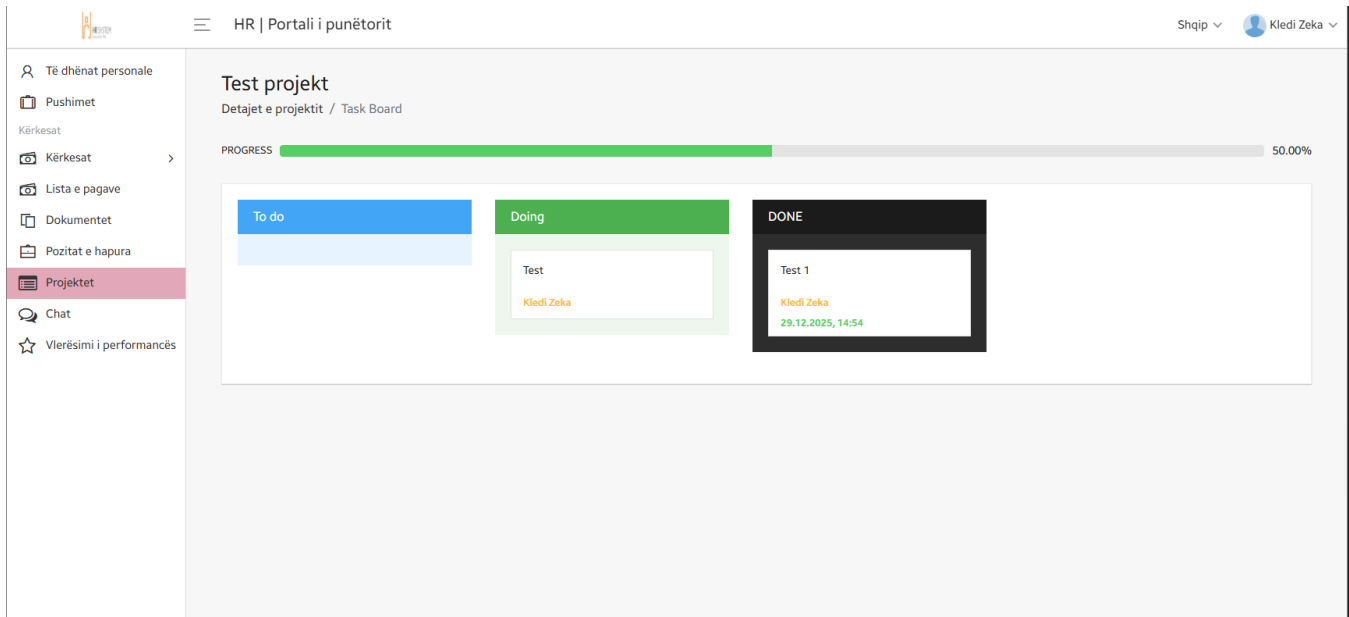 HR SYSTEM
HR | Portali i punëtorit
Shqip
Kledi Zeka
Të dhënat personale
Pushimet
Kërkesat
Kërkesat
Lista e pagave
Dokumentet
Pozitat e hapura
Projektet
Chat
Vlerësimi i performancës
Test projekt
Detajet e projektit / Task Board
PROGRESS
50.00%
To do
Doing
Test
Kledi Zeka
DONE
Test 1
Kledi Zeka
29.12.2025, 14:54